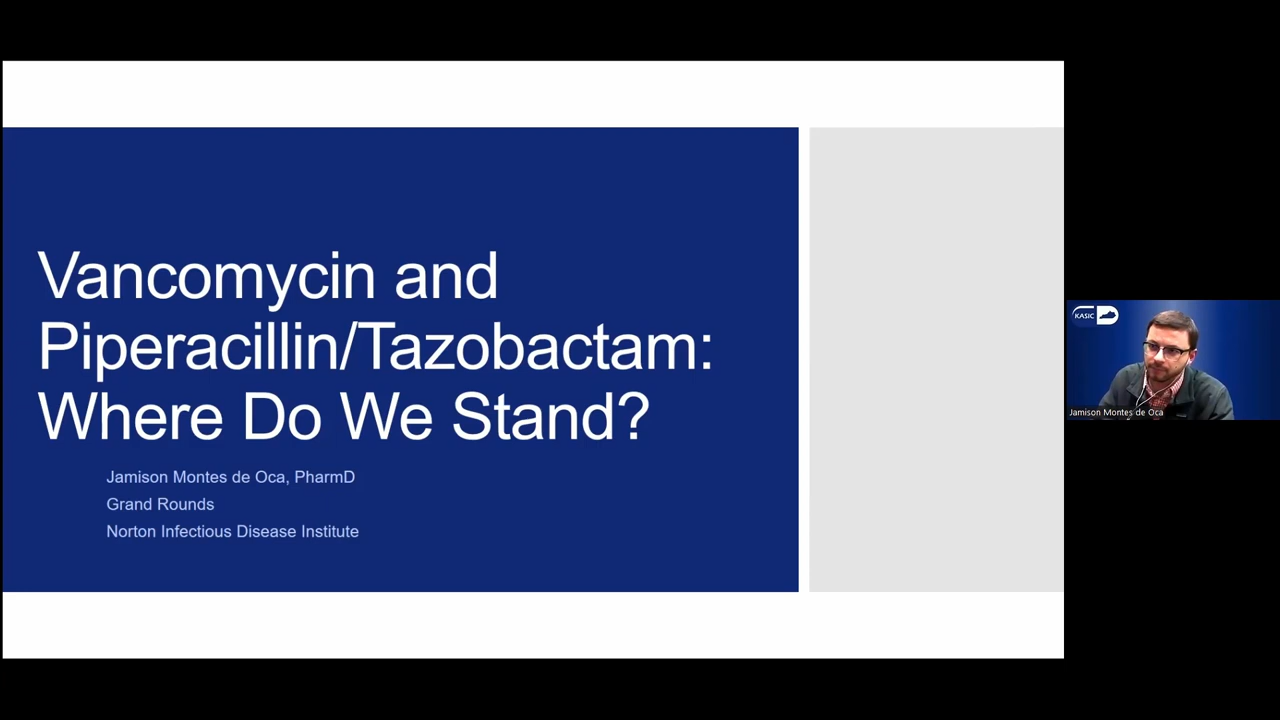 Vancomycin and
Piperacillin/Tazobactam:
Where Do We Stand?
Jamison Montes de Oca, PharmD
Grand Rounds
Norton Infectious Disease Institute
KASIC
Jamison Montes de Oca